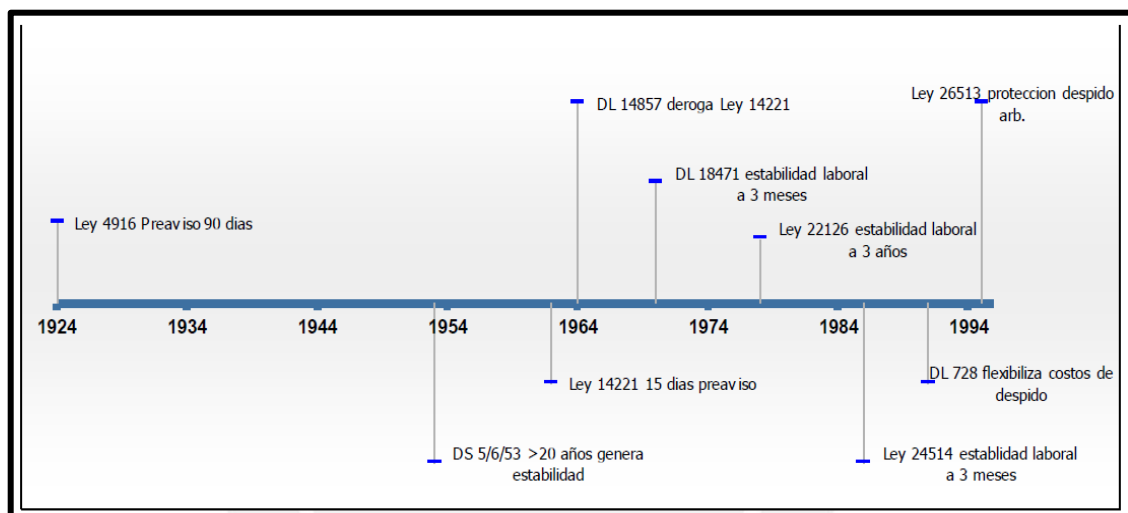 Ley 26513 proteccion despido
arb.
DL 14857 deroga Ley 14221
DL 18471 estabilidad laboral
a 3 meses
Ley 4916 Preaviso 90 dias
Ley 22126 estabilidad laboral
a 3 años
1924 1934 1944 1954 1964 1974 1984 1994
DL 728 flexibiliza costos de
despido
Ley 14221 15 dias preaviso
DS 5/6/53 >20 años genera
estabilidad
Ley 24514 establidad laboral
a 3 meses